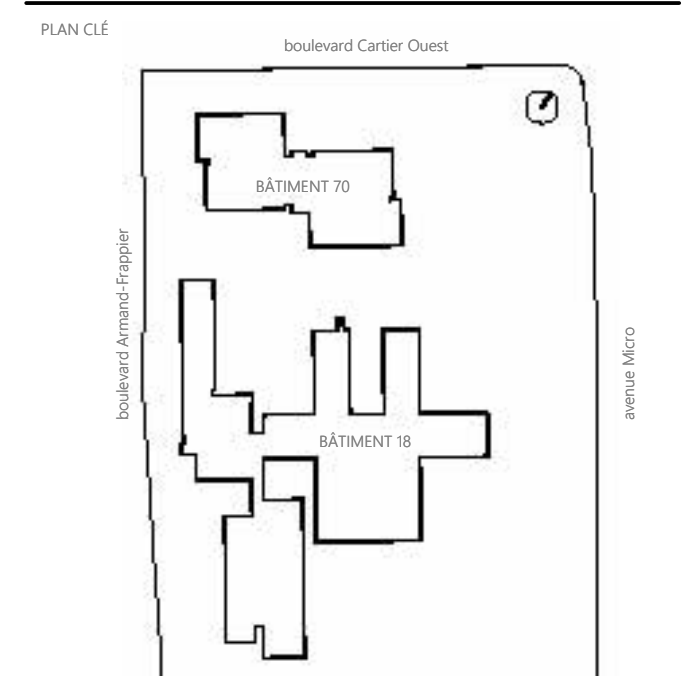 PLAN CLÉ
boulevard Cartier Ouest
BÂTIMENT 70
boulevard Armand-Frappier
avenue Micro
BÂTIMENT 18